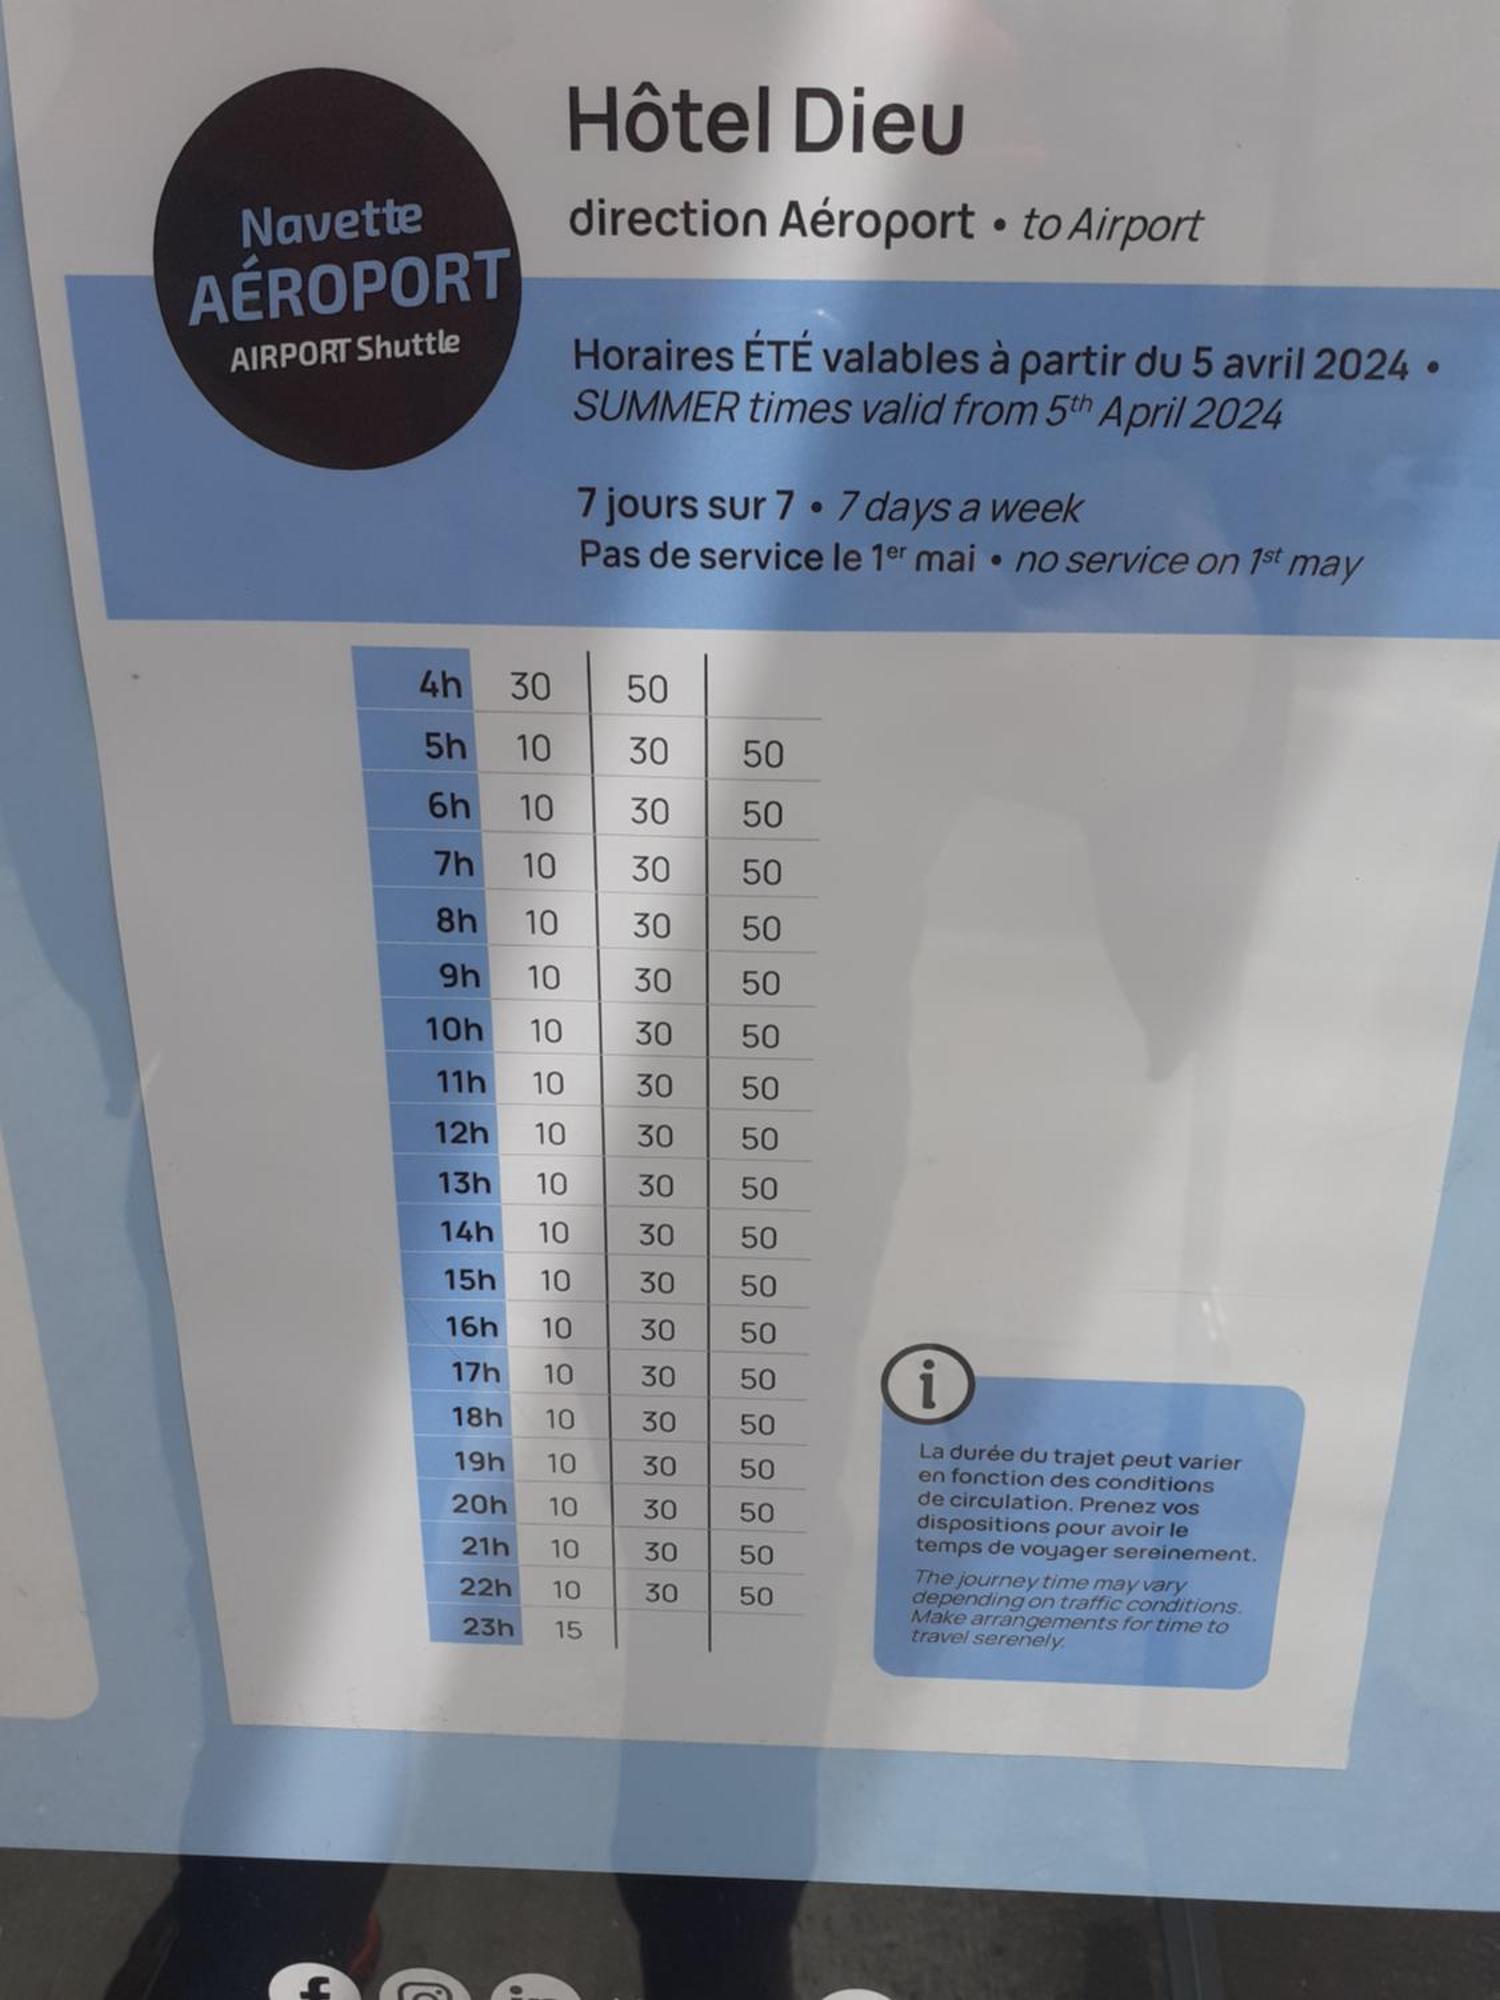 Navette
AÉROPORT
AIRPORT Shuttle
Hôtel Dieu
direction Aéroport • to Airport
Horaires ÉTÉ valables à partir du 5 avril 2024 •
SUMMER times valid from 5th April 2024
7 jours sur 7 • 7 days a week
Pas de service le 1er mai • no service on 1st may
4h 30 50
5h 10 30 50
6h 10 30 50
7h 10 30 50
8h 10 30 50
9h 10 30 50
10h 10 30 50
11h 10 30 50
12h 10 30 50
13h 10 30 50
14h 10 30 50
15h 10 30 50
16h 10 30 50
17h 10 30 50
18h 10 30 50
19h 10 30 50
20h 10 30 50
21h 10 30 50
22h 10 30 50
23h 15
i
La durée du trajet peut varier
en fonction des conditions
de circulation. Prenez vos
dispositions pour avoir le
temps de voyager sereinement.
The journey time may vary
depending on traffic conditions.
Make arrangements for time to
travel serenely.